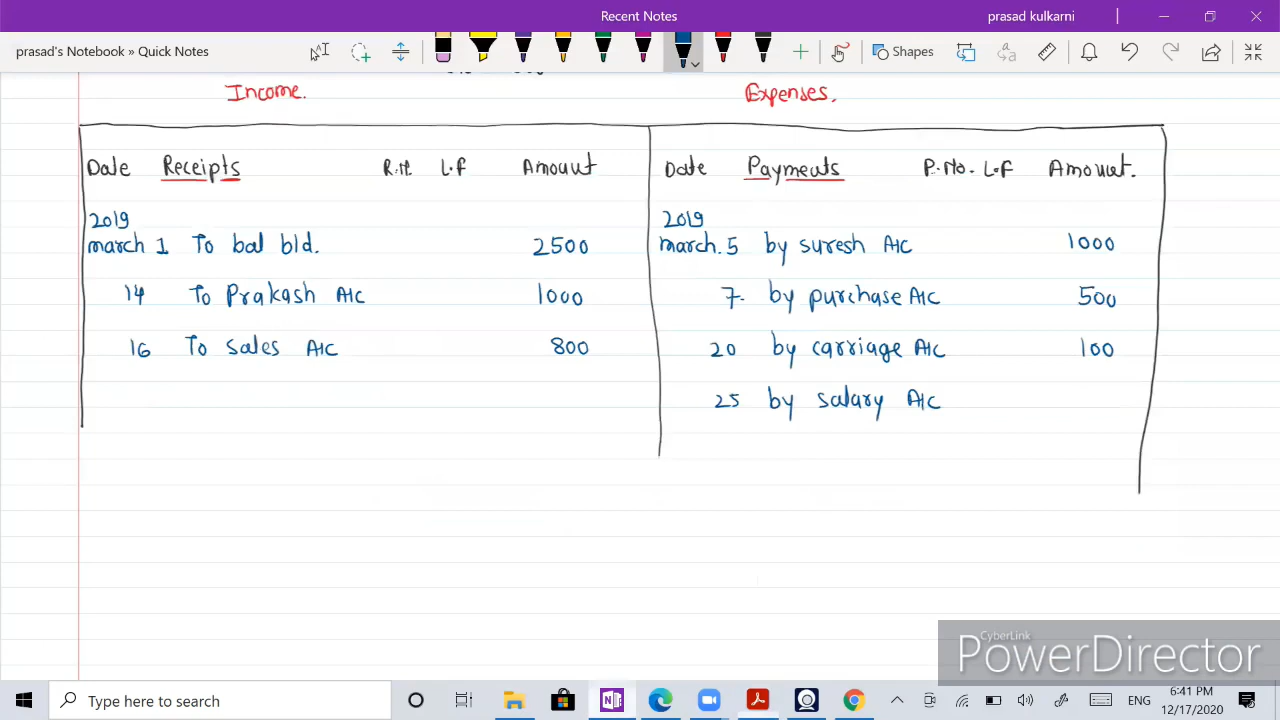 Recent Notes
prasad kulkarni
prasad's Notebook » Quick Notes
Shapes
Income.
Expenses.
Date Receipts R.N. L.F Amount
Date Payments P.No. L.F Amount.
2019
2019
march 1 To bal bld. 2500
march. 5 by suresh A/C 1000
14 To Prakash A/C 1000
7. by purchase A/C 500
16 To Sales A/C 800
20 by carriage A/C 100
25 by salary A/C
CyberLink
PowerDirector
Type here to search
ENG
6:41 PM
12/17/2020